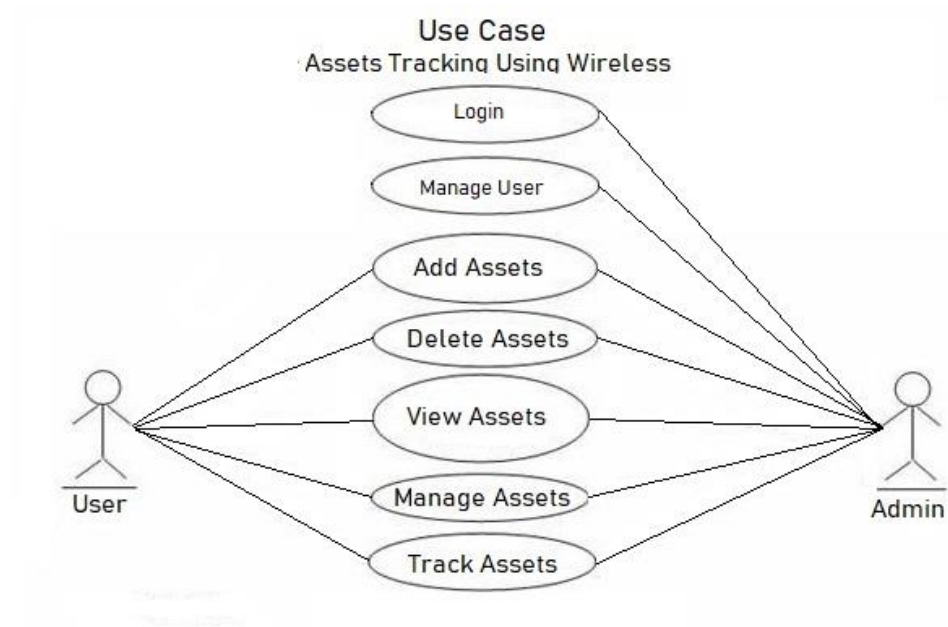 Use Case
Assets Tracking Using Wireless
Login
Manage User
Add Assets
Delete Assets
View Assets
Manage Assets
Track Assets
User
Admin